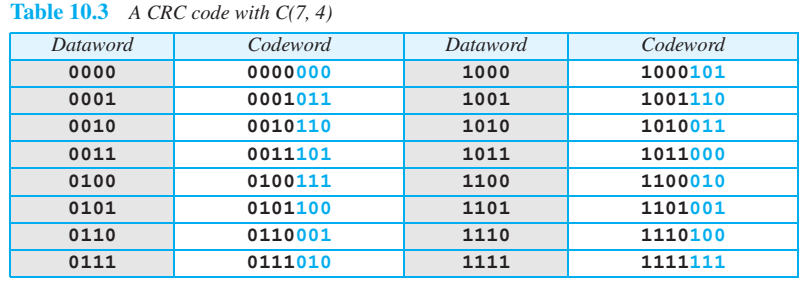 Table 10.3 A CRC code with C(7, 4)
Dataword Codeword Dataword Codeword
0000 0000000 1000 1000101
0001 0001011 1001 1001110
0010 0010110 1010 1010011
0011 0011101 1011 1011000
0100 0100111 1100 1100010
0101 0101100 1101 1101001
0110 0110001 1110 1110100
0111 0111010 1111 1111111